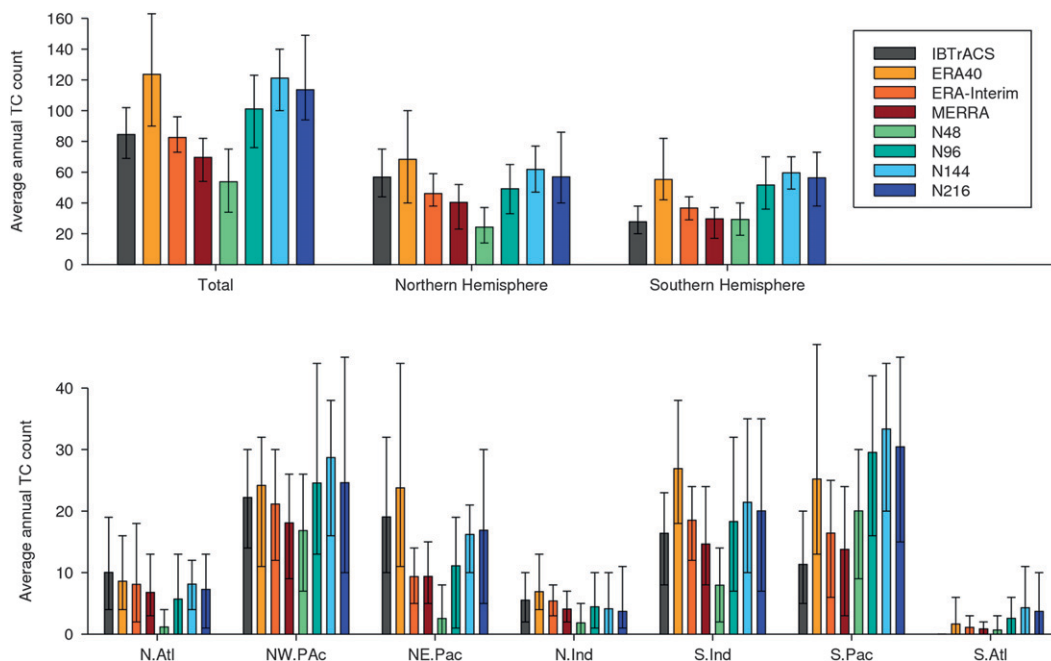 Average annual TC count
160
140
120
100
80
60
40
20
0
Total
Northern Hemisphere
Southern Hemisphere
IBTrACS
ERA40
ERA-Interim
MERRA
N48
N96
N144
N216
Average annual TC count
40
30
20
10
0
N.Atl
NW.PAc
NE.Pac
N.Ind
S.Ind
S.Pac
S.Atl